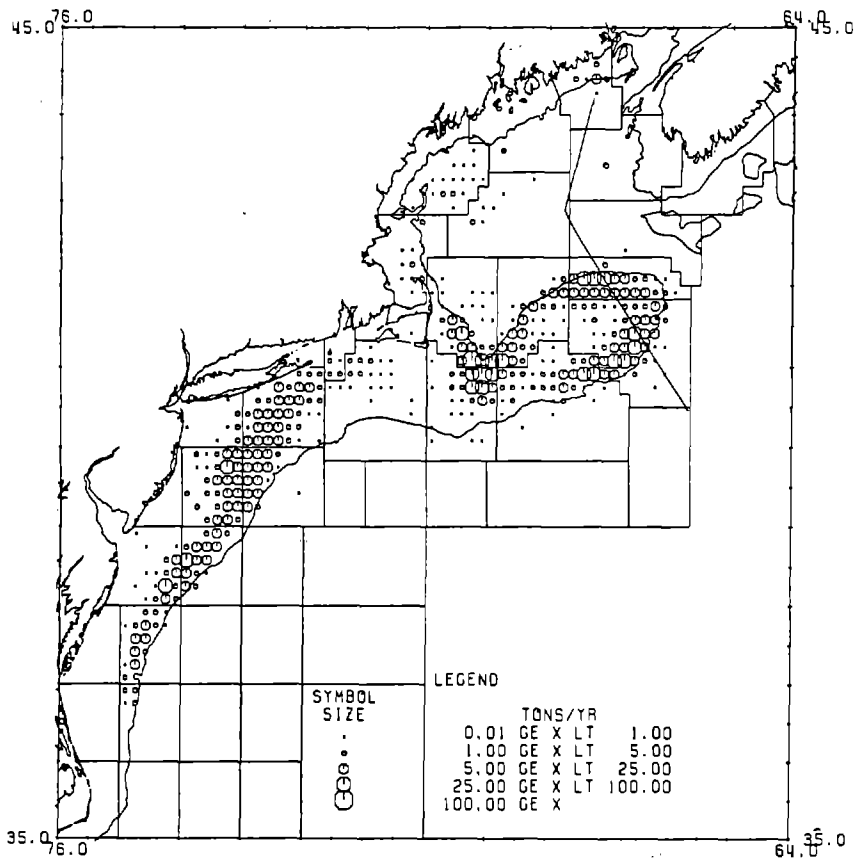 76.0 64.0
45.0 45.0
LEGEND
SYMBOL
SIZE
TONS/YR
0.01 GE X LT 1.00
1.00 GE X LT 5.00
5.00 GE X LT 25.00
25.00 GE X LT 100.00
100.00 GE X
35.0 35.0
76.0 64.0